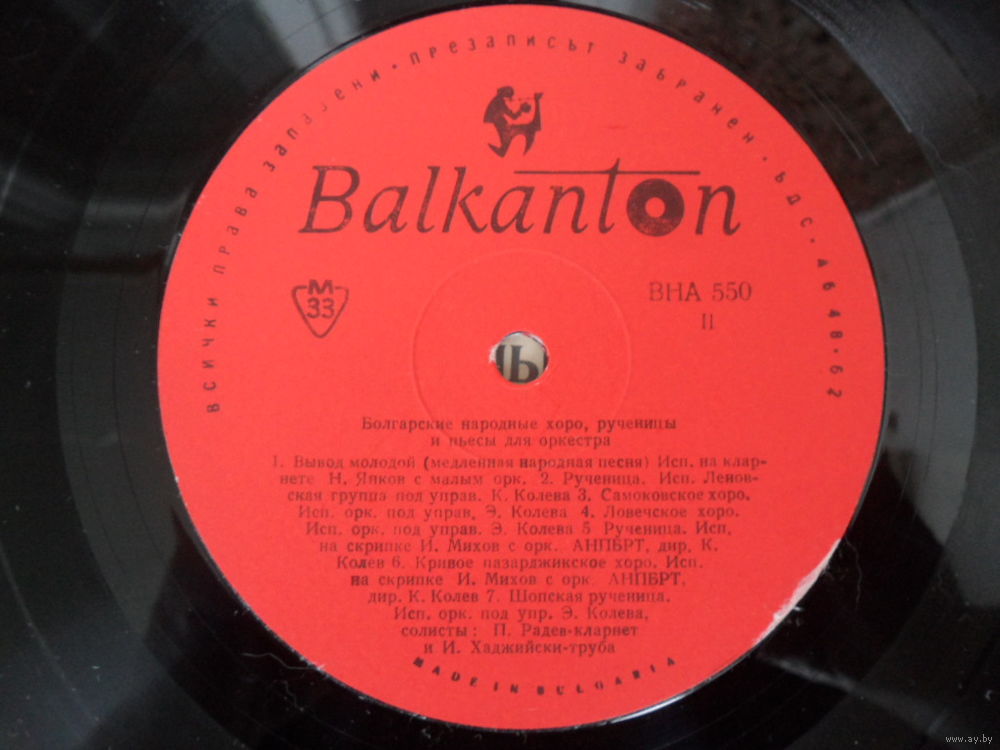 ВСИЧКИ ПРАВА ЗАПАЗЕНИ · ПРЕЗАПИСЪТ ЗАБРАНЕН · БДС · 48-62
Balkanton
М
33
ВНА 550
II
Ь
Болгарские народные хоро, рученицы
и пьесы для оркестра
1. Вывод молодой (медленная народная песня) Исп. на клар-
нете Н. Янков с малым орк. 2. Рученица. Исп. Ленов-
ская группа под управ. К. Колева 3. Самоковское хоро.
Исп. орк. под управ. Э. Колева 4. Ловечское хоро.
Исп. орк. под управ. Э. Колева 5 Рученица. Исп.
на скрипке И. Михов с орк. АНПБРТ, дир. К.
Колев 6. Кривое пазарджикское хоро. Исп.
на скрипке И. Михов с орк. АНПБРТ,
дир. К. Колев 7. Шопская рученица.
Исп. орк. под упр. Э. Колева,
солисты: П. Радев-кларнет
и И. Хаджийски-труба
MADE IN BULGARIA
www.ay.by